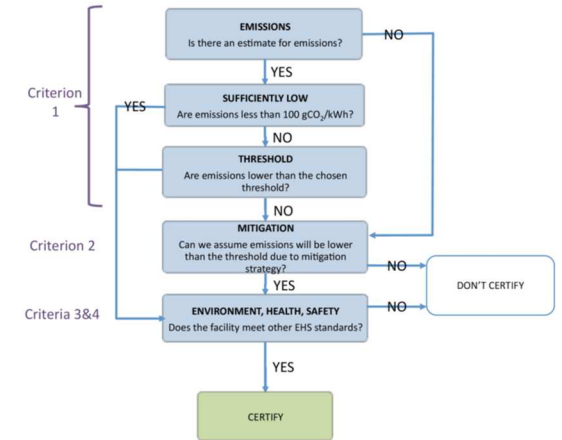 EMISSIONS
Is there an estimate for emissions?
NO
YES
Criterion
1
SUFFICIENTLY LOW
Are emissions less than 100 gCO₂/kWh?
YES
NO
THRESHOLD
Are emissions lower than the chosen
threshold?
NO
Criterion 2
MITIGATION
Can we assume emissions will be lower
than the threshold due to mitigation
strategy?
NO
DON'T CERTIFY
YES
Criteria 3&4
ENVIRONMENT, HEALTH, SAFETY
Does the facility meet other EHS standards?
NO
YES
CERTIFY